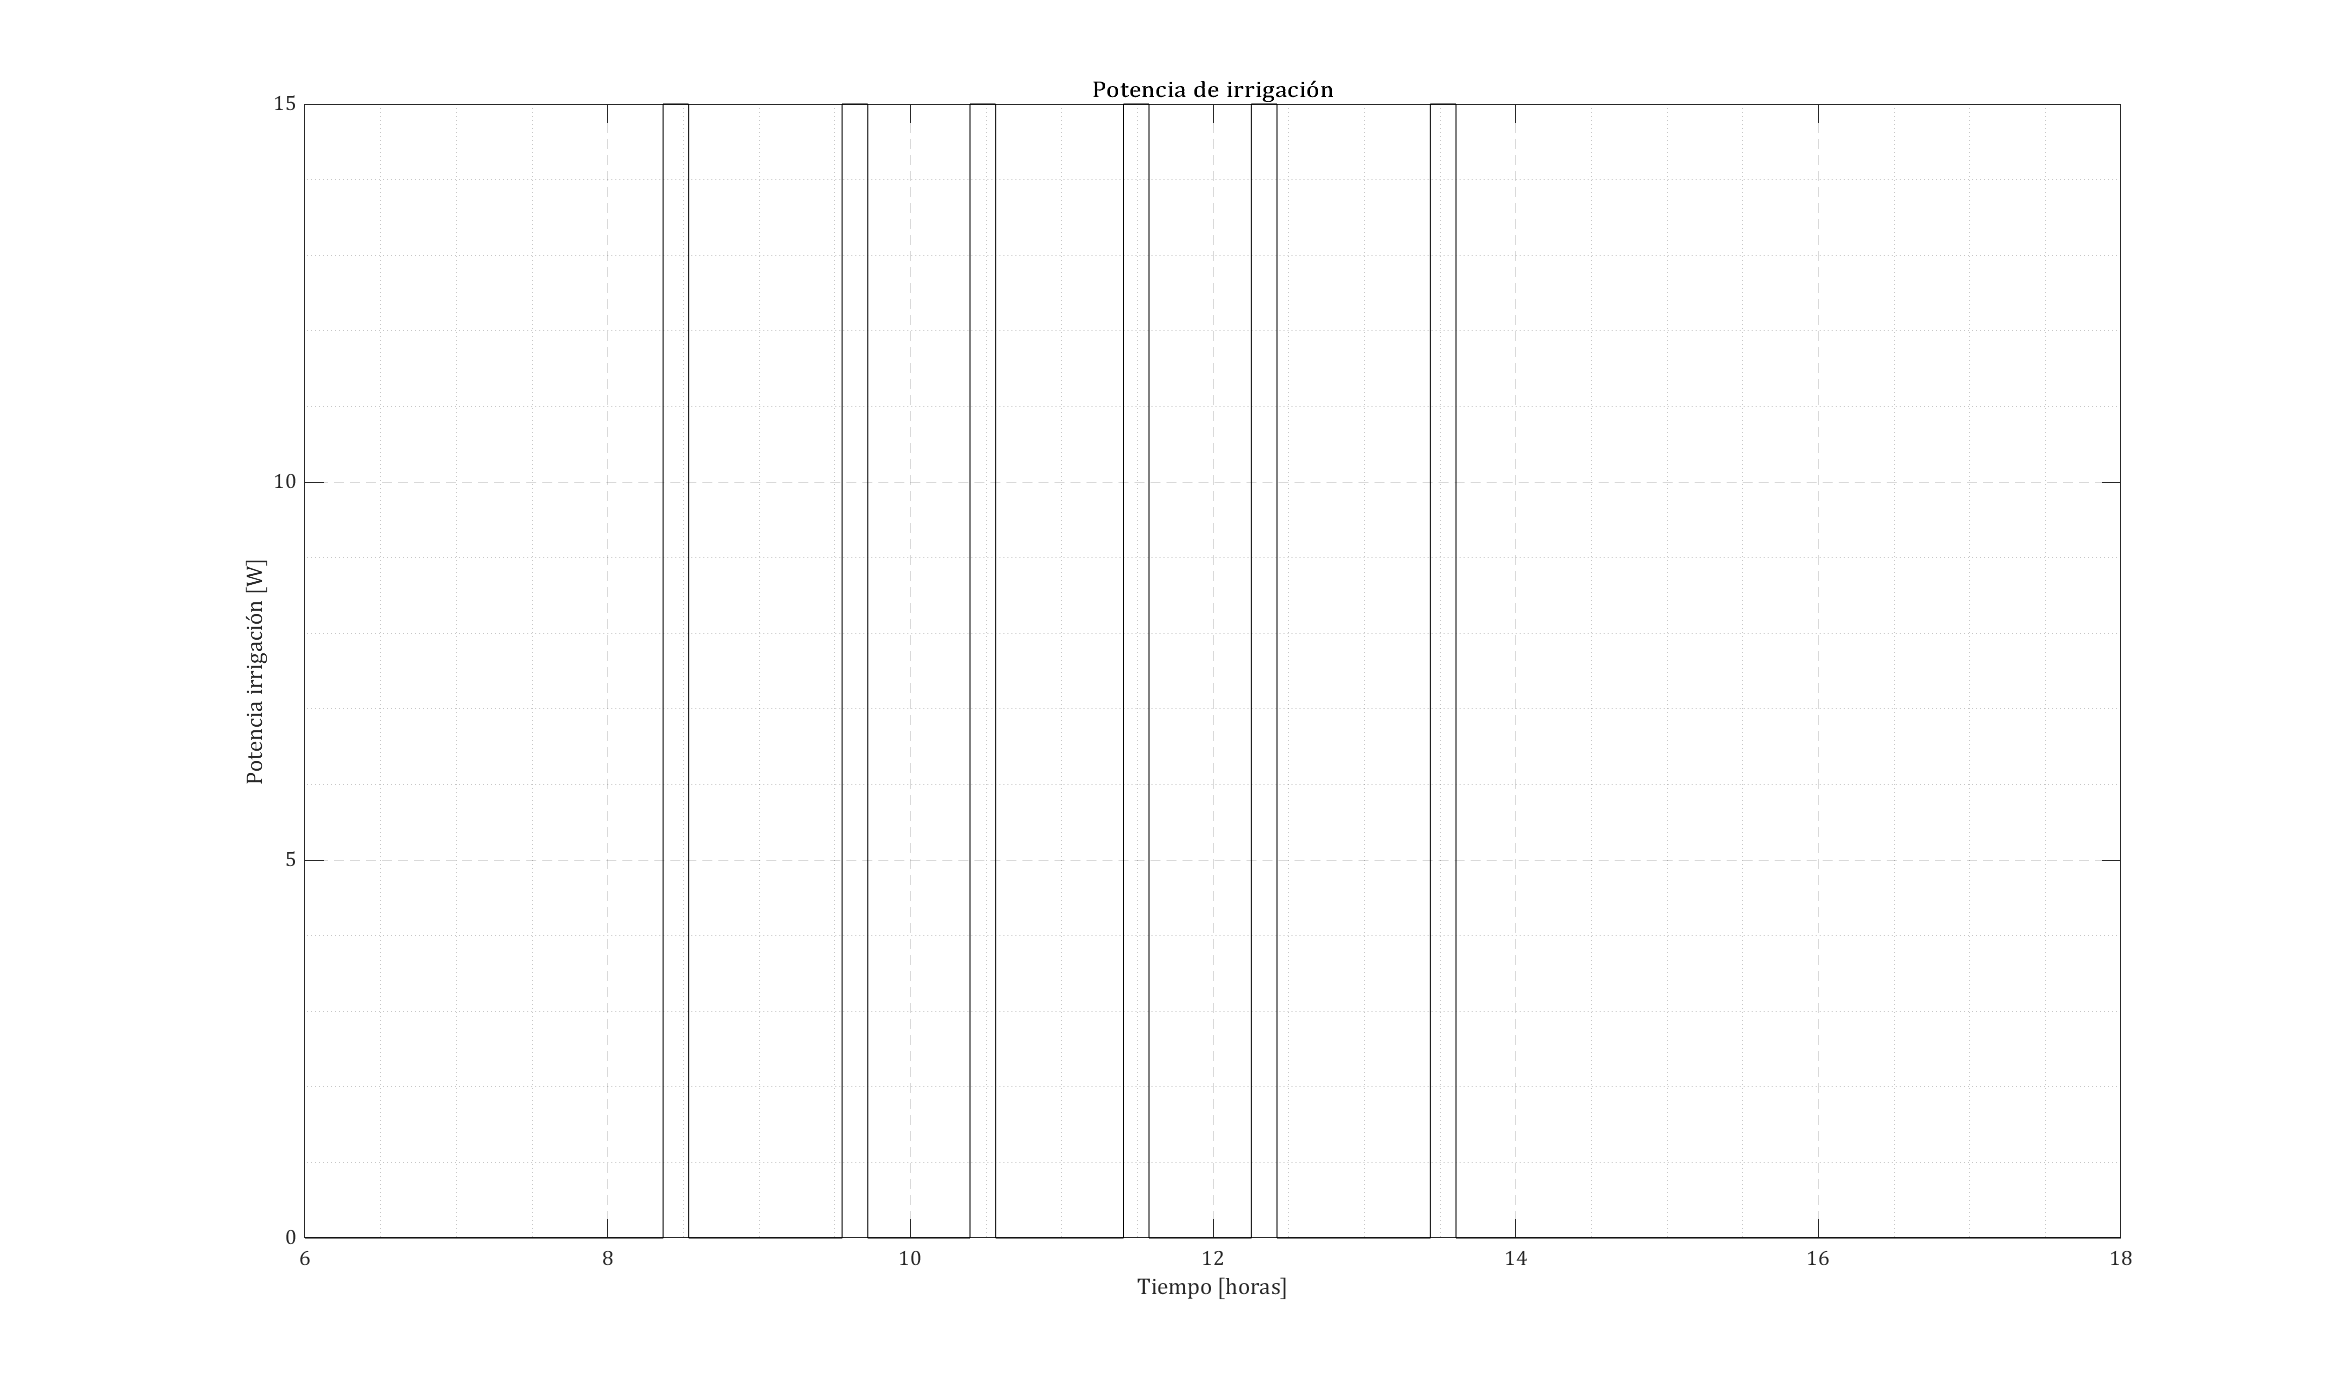 Potencia de irrigación
15
10
5
0
Potencia irrigación [W]
6 8 10 12 14 16 18
Tiempo [horas]